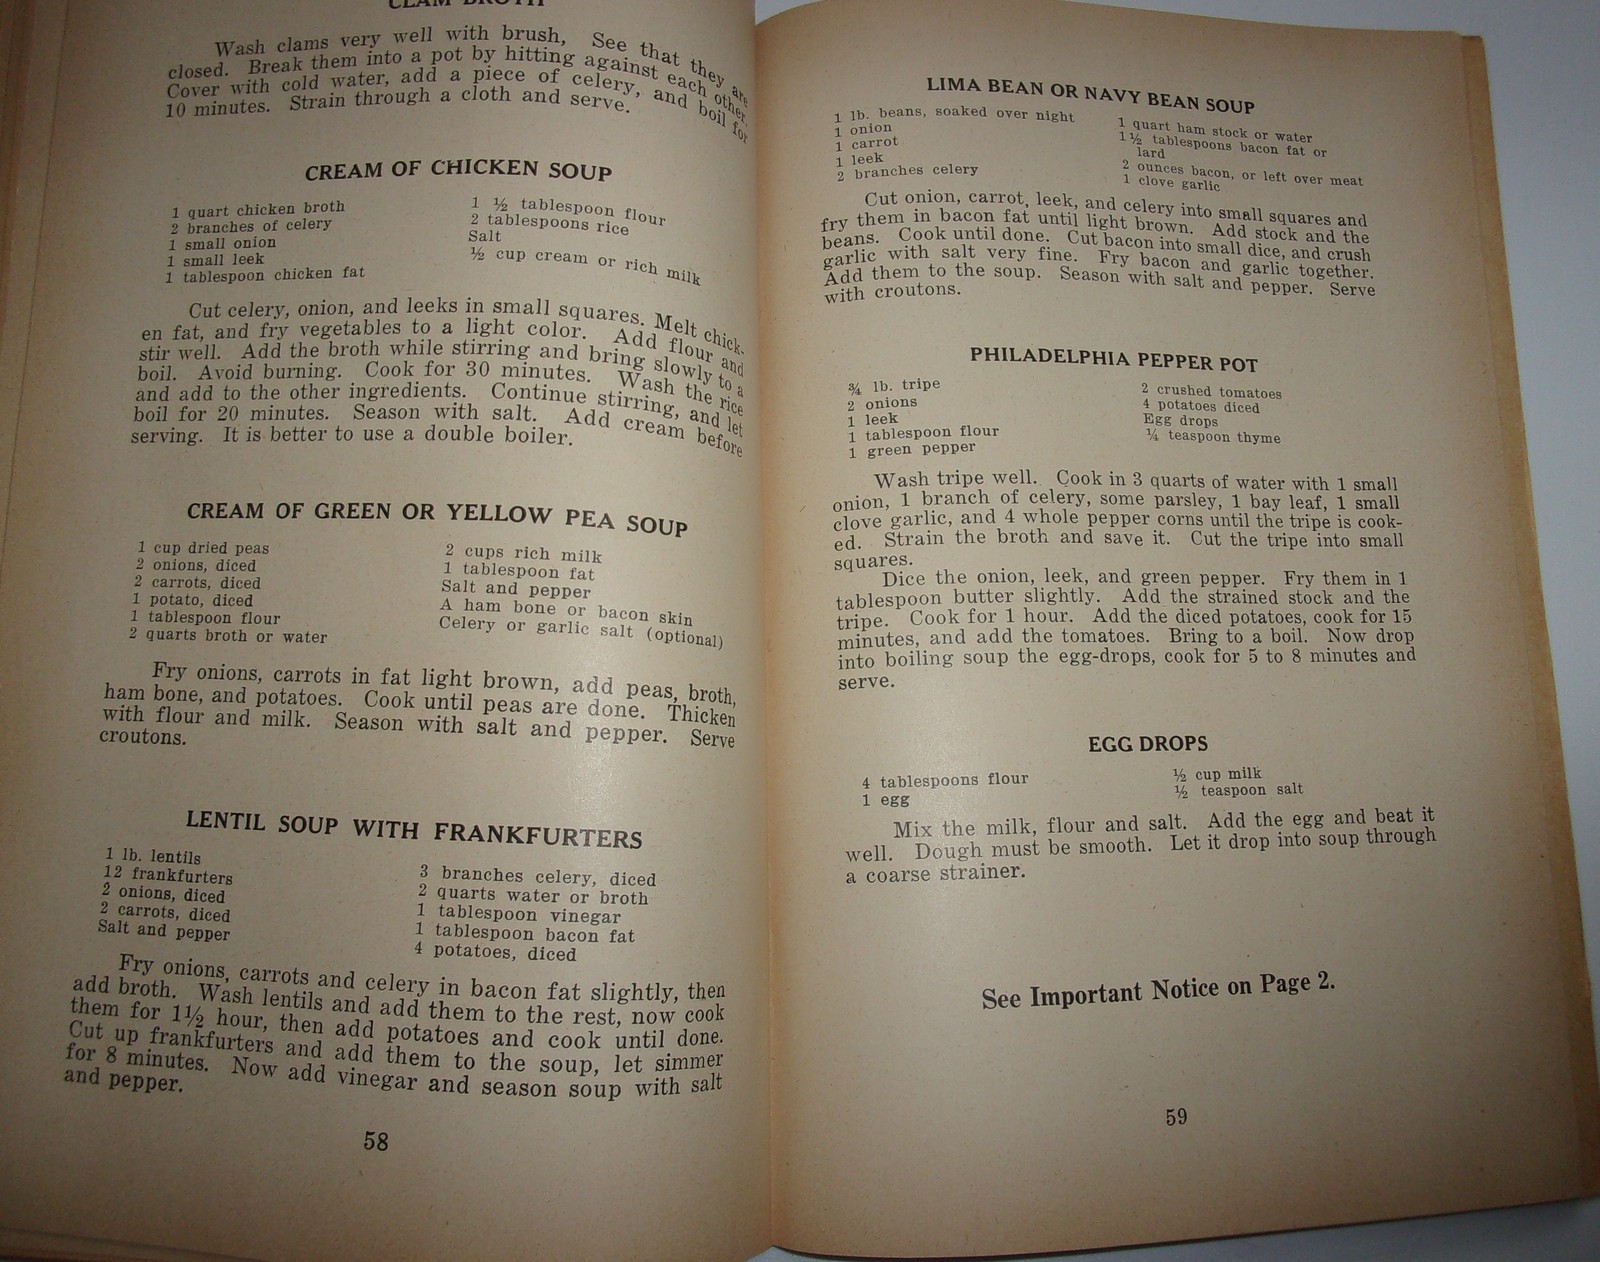 CLAM BROTH
Wash clams very well with brush, See that they are
closed. Break them into a pot by hitting against each other.
Cover with cold water, add a piece of celery, and boil for
10 minutes. Strain through a cloth and serve.
CREAM OF CHICKEN SOUP
1 quart chicken broth
2 branches of celery
1 small onion
1 small leek
1 tablespoon chicken fat
1 ½ tablespoon flour
2 tablespoons rice
Salt
½ cup cream or rich milk
Cut celery, onion, and leeks in small squares. Melt chick-
en fat, and fry vegetables to a light color. Add flour and
stir well. Add the broth while stirring and bring slowly to a
boil. Avoid burning. Cook for 30 minutes. Wash the rice
and add to the other ingredients. Continue stirring, and let
boil for 20 minutes. Season with salt. Add cream before
serving. It is better to use a double boiler.
CREAM OF GREEN OR YELLOW PEA SOUP
1 cup dried peas
2 onions, diced
2 carrots, diced
1 potato, diced
1 tablespoon flour
2 quarts broth or water
2 cups rich milk
1 tablespoon fat
Salt and pepper
A ham bone or bacon skin
Celery or garlic salt (optional)
Fry onions, carrots in fat light brown, add peas, broth,
ham bone, and potatoes. Cook until peas are done. Thicken
with flour and milk. Season with salt and pepper. Serve
croutons.
LENTIL SOUP WITH FRANKFURTERS
1 lb. lentils
12 frankfurters
2 onions, diced
2 carrots, diced
Salt and pepper
3 branches celery, diced
2 quarts water or broth
1 tablespoon vinegar
1 tablespoon bacon fat
4 potatoes, diced
Fry onions, carrots and celery in bacon fat slightly, then
add broth. Wash lentils and add them to the rest, now cook
them for 1½ hour, then add potatoes and cook until done.
Cut up frankfurters and add them to the soup, let simmer
for 8 minutes. Now add vinegar and season soup with salt
and pepper.
58
LIMA BEAN OR NAVY BEAN SOUP
1 lb. beans, soaked over night
1 onion
1 carrot
1 leek
2 branches celery
1 quart ham stock or water
1½ tablespoons bacon fat or
lard
2 ounces bacon, or left over meat
1 clove garlic
Cut onion, carrot, leek, and celery into small squares and
fry them in bacon fat until light brown. Add stock and the
beans. Cook until done. Cut bacon into small dice, and crush
garlic with salt very fine. Fry bacon and garlic together.
Add them to the soup. Season with salt and pepper. Serve
with croutons.
PHILADELPHIA PEPPER POT
¾ lb. tripe
2 onions
1 leek
1 tablespoon flour
1 green pepper
2 crushed tomatoes
4 potatoes diced
Egg drops
¼ teaspoon thyme
Wash tripe well. Cook in 3 quarts of water with 1 small
onion, 1 branch of celery, some parsley, 1 bay leaf, 1 small
clove garlic, and 4 whole pepper corns until the tripe is cook-
ed. Strain the broth and save it. Cut the tripe into small
squares.
Dice the onion, leek, and green pepper. Fry them in 1
tablespoon butter slightly. Add the strained stock and the
tripe. Cook for 1 hour. Add the diced potatoes, cook for 15
minutes, and add the tomatoes. Bring to a boil. Now drop
into boiling soup the egg-drops, cook for 5 to 8 minutes and
serve.
EGG DROPS
4 tablespoons flour
1 egg
½ cup milk
½ teaspoon salt
Mix the milk, flour and salt. Add the egg and beat it
well. Dough must be smooth. Let it drop into soup through
a coarse strainer.
See Important Notice on Page 2.
59